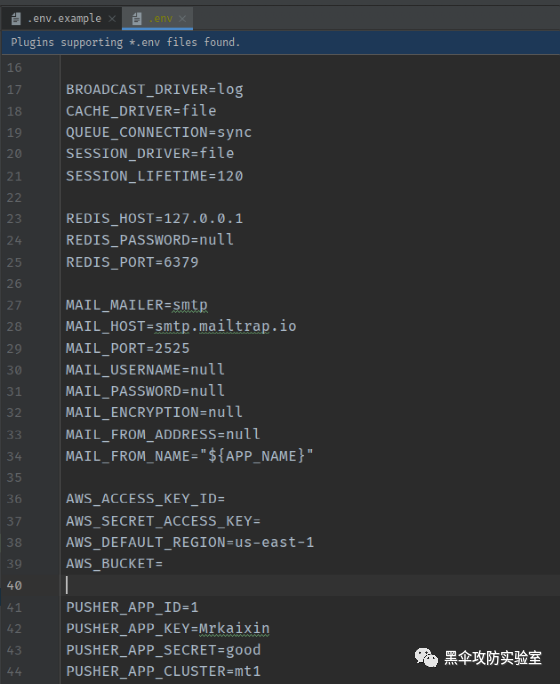 .env.example
.env
Plugins supporting *.env files found.
16
17 BROADCAST_DRIVER=log
18 CACHE_DRIVER=file
19 QUEUE_CONNECTION=sync
20 SESSION_DRIVER=file
21 SESSION_LIFETIME=120
22
23 REDIS_HOST=127.0.0.1
24 REDIS_PASSWORD=null
25 REDIS_PORT=6379
26
27 MAIL_MAILER=smtp
28 MAIL_HOST=smtp.mailtrap.io
29 MAIL_PORT=2525
30 MAIL_USERNAME=null
31 MAIL_PASSWORD=null
32 MAIL_ENCRYPTION=null
33 MAIL_FROM_ADDRESS=null
34 MAIL_FROM_NAME="${APP_NAME}"
35
36 AWS_ACCESS_KEY_ID=
37 AWS_SECRET_ACCESS_KEY=
38 AWS_DEFAULT_REGION=us-east-1
39 AWS_BUCKET=
40
41 PUSHER_APP_ID=1
42 PUSHER_APP_KEY=Mrkaixin
43 PUSHER_APP_SECRET=good
44 PUSHER_APP_CLUSTER=mt1
黑伞攻防实验室